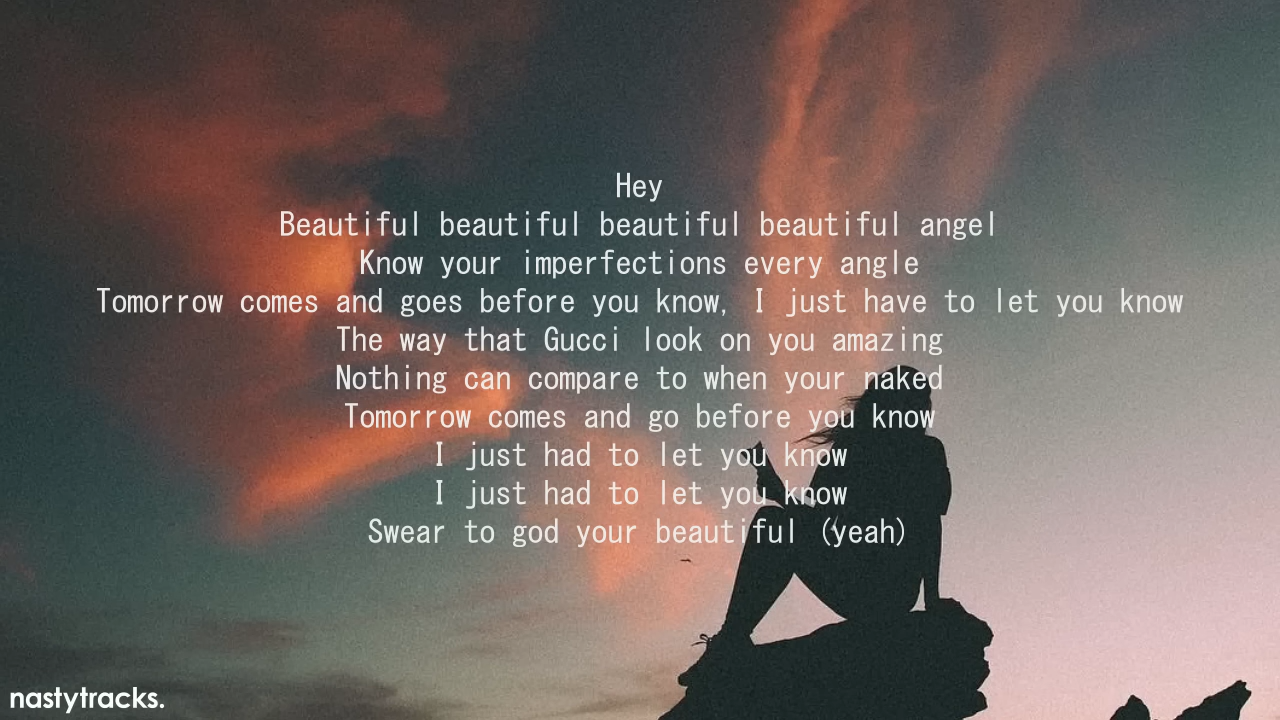 Hey
Beautiful beautiful beautiful beautiful angel
Know your imperfections every angle
Tomorrow comes and goes before you know, I just have to let you know
The way that Gucci look on you amazing
Nothing can compare to when your naked
Tomorrow comes and go before you know
I just had to let you know
I just had to let you know
Swear to god your beautiful (yeah)
nastytracks.